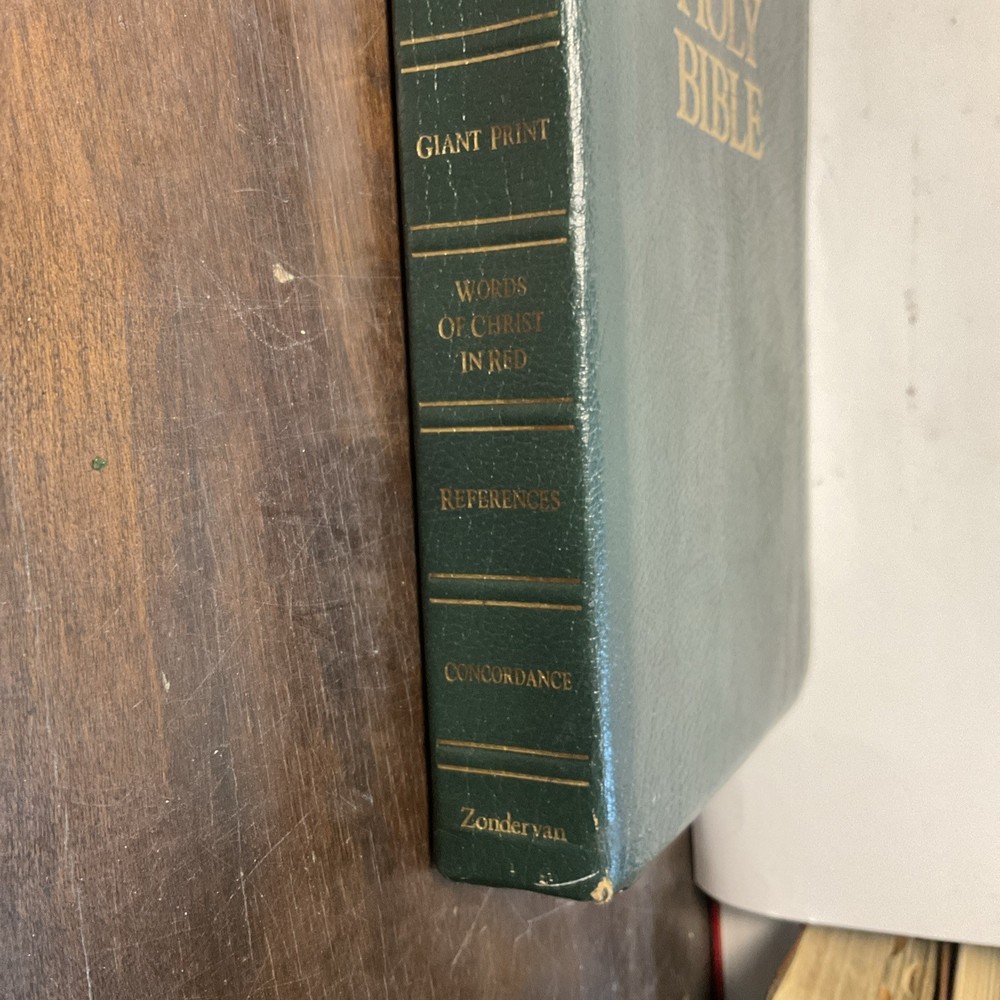 GIANT PRINT
WORDS
OF CHRIST
IN RED
REFERENCES
CONCORDANCE
Zondervan
HOLY
BIBLE